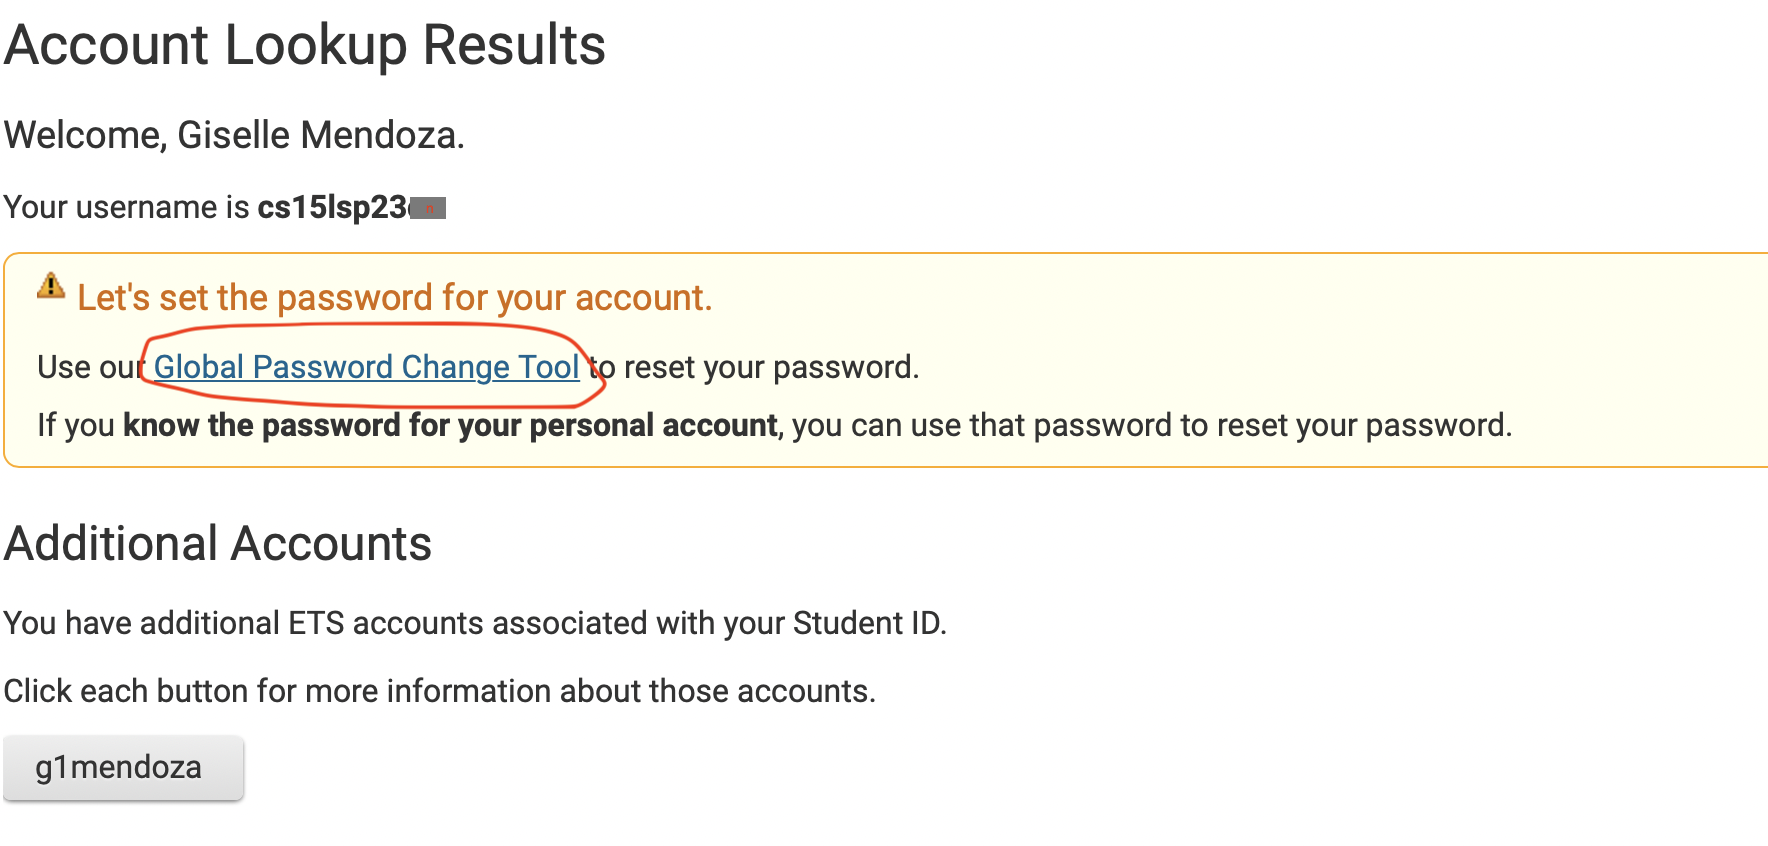 Account Lookup Results
Welcome, Giselle Mendoza.
Your username is cs15lsp23
Let's set the password for your account.
Use our Global Password Change Tool to reset your password.
If you know the password for your personal account, you can use that password to reset your password.
Additional Accounts
You have additional ETS accounts associated with your Student ID.
Click each button for more information about those accounts.
g1mendoza